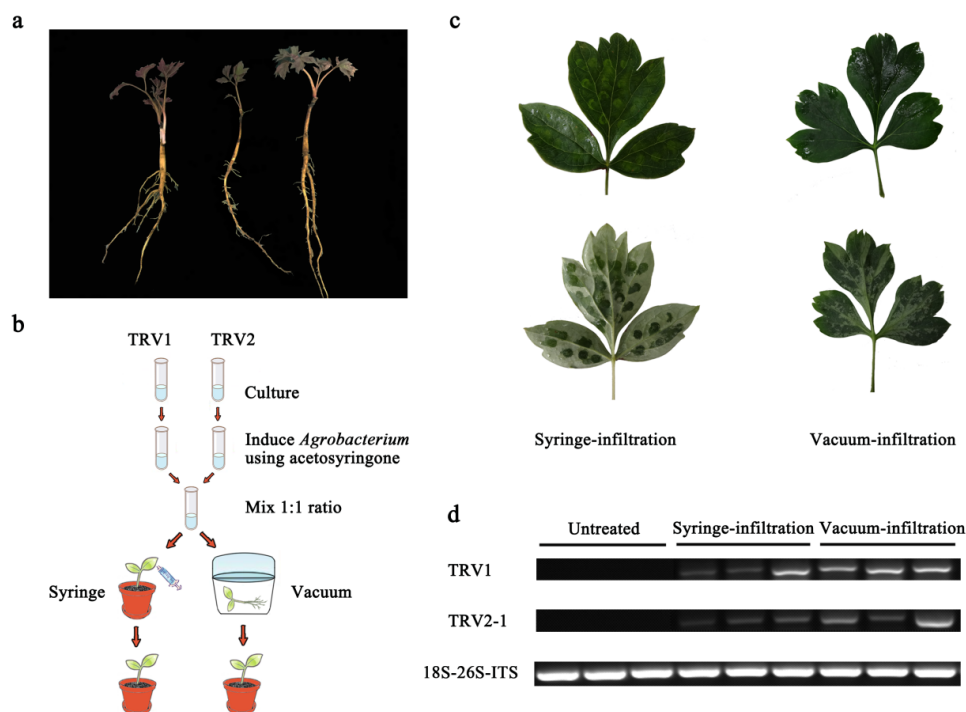 a
b
TRV1
TRV2
Culture
Induce Agrobacterium
using acetosyringone
Mix 1:1 ratio
Syringe
Vacuum
c
Syringe-infiltration
Vacuum-infiltration
d
Untreated
Syringe-infiltration
Vacuum-infiltration
TRV1
TRV2-1
18S-26S-ITS